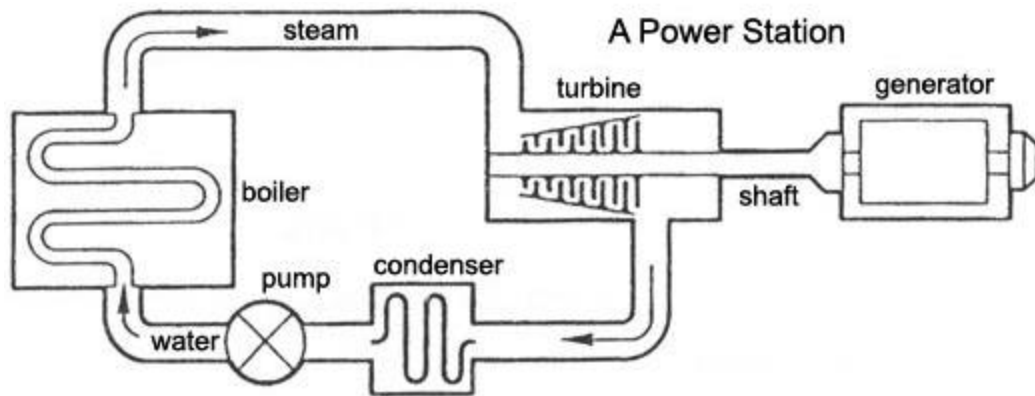 steam
A Power Station
turbine
generator
boiler
shaft
condenser
pump
water